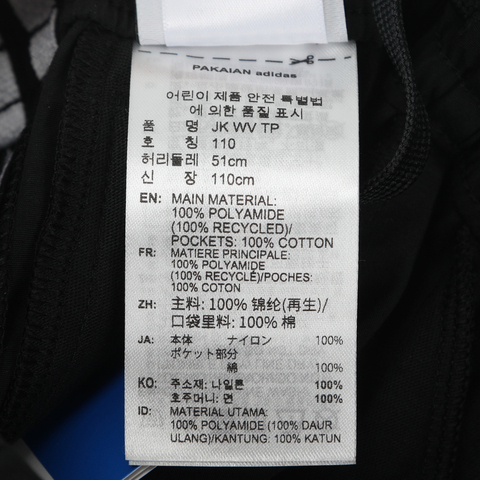 PAKAIAN adidas
어린이 제품 안전 특별법
에 의한 품질 표시
품 명 JK WV TP
호 칭 110
허리둘레 51cm
신 장 110cm
EN: MAIN MATERIAL:
100% POLYAMIDE
(100% RECYCLED)/
POCKETS: 100% COTTON
FR: MATIERE PRINCIPALE:
100% POLYAMIDE
(100% RECYCLÉ)/POCHES:
100% COTON
ZH: 主料: 100% 锦纶(再生)/
口袋里料: 100% 棉
JA: 本体 ナイロン 100%
ポケット部分
綿 100%
KO: 주소재: 나일론 100%
호주머니: 면 100%
ID: MATERIAL UTAMA:
100% POLYAMIDE (100% DAUR
ULANG)/KANTUNG: 100% KATUN